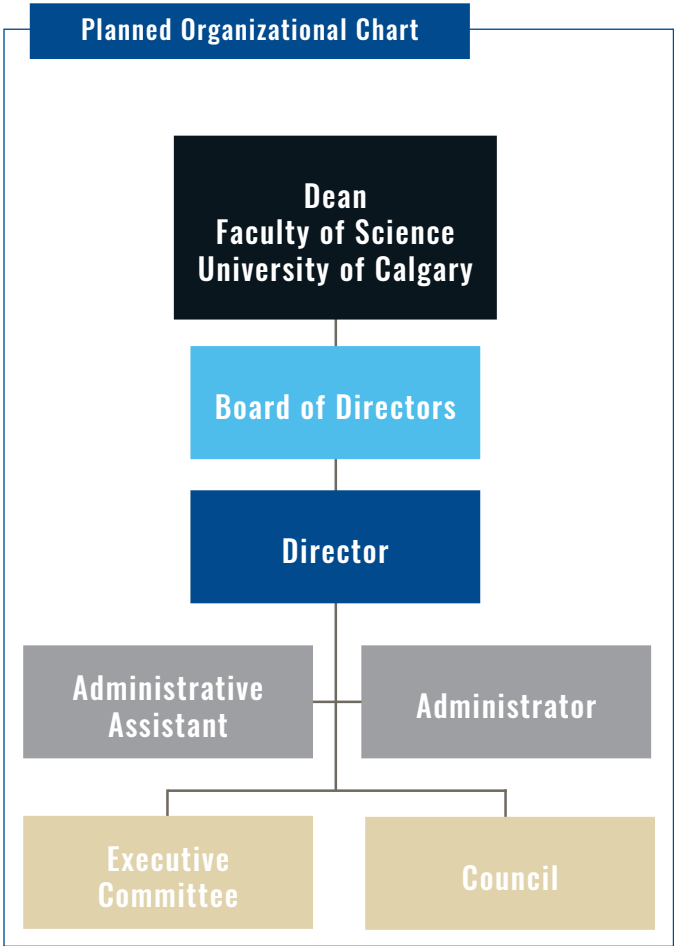 Planned Organizational Chart
Dean
Faculty of Science
University of Calgary
Board of Directors
Director
Administrative
Assistant
Administrator
Executive
Committee
Council